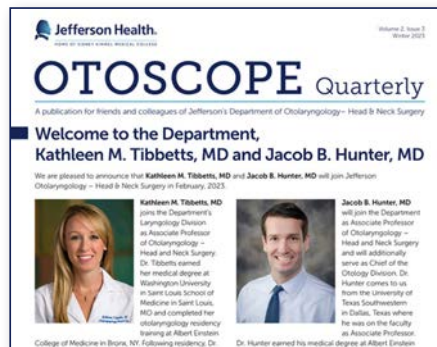 Jefferson Health.
HOME OF SIDNEY KIMMEL MEDICAL COLLEGE
Volume 2, Issue 3
Winter 2023
OTOSCOPE Quarterly
A publication for friends and colleagues of Jefferson's Department of Otolaryngology– Head & Neck Surgery
Welcome to the Department,
Kathleen M. Tibbetts, MD and Jacob B. Hunter, MD
We are pleased to announce that Kathleen M. Tibbetts, MD and Jacob B. Hunter, MD will join Jefferson
Otolaryngology – Head & Neck Surgery in February, 2023.
Kathleen M. Tibbetts, MD
joins the Department's
Laryngology Division
as Associate Professor
of Otolaryngology –
Head and Neck Surgery.
Dr. Tibbetts earned
her medical degree at
Washington University
in Saint Louis School of
Medicine in Saint Louis,
MO and completed her
otolaryngology residency
training at Albert Einstein
College of Medicine in Bronx, NY. Following residency, Dr.
Jacob B. Hunter, MD
will join the Department
as Associate Professor
of Otolaryngology –
Head and Neck Surgery
and will additionally
serve as Chief of the
Otology Division. Dr.
Hunter comes to us
from the University of
Texas Southwestern
in Dallas, Texas where
he was on the faculty
as Associate Professor.
Dr. Hunter earned his medical degree at Albert Einstein